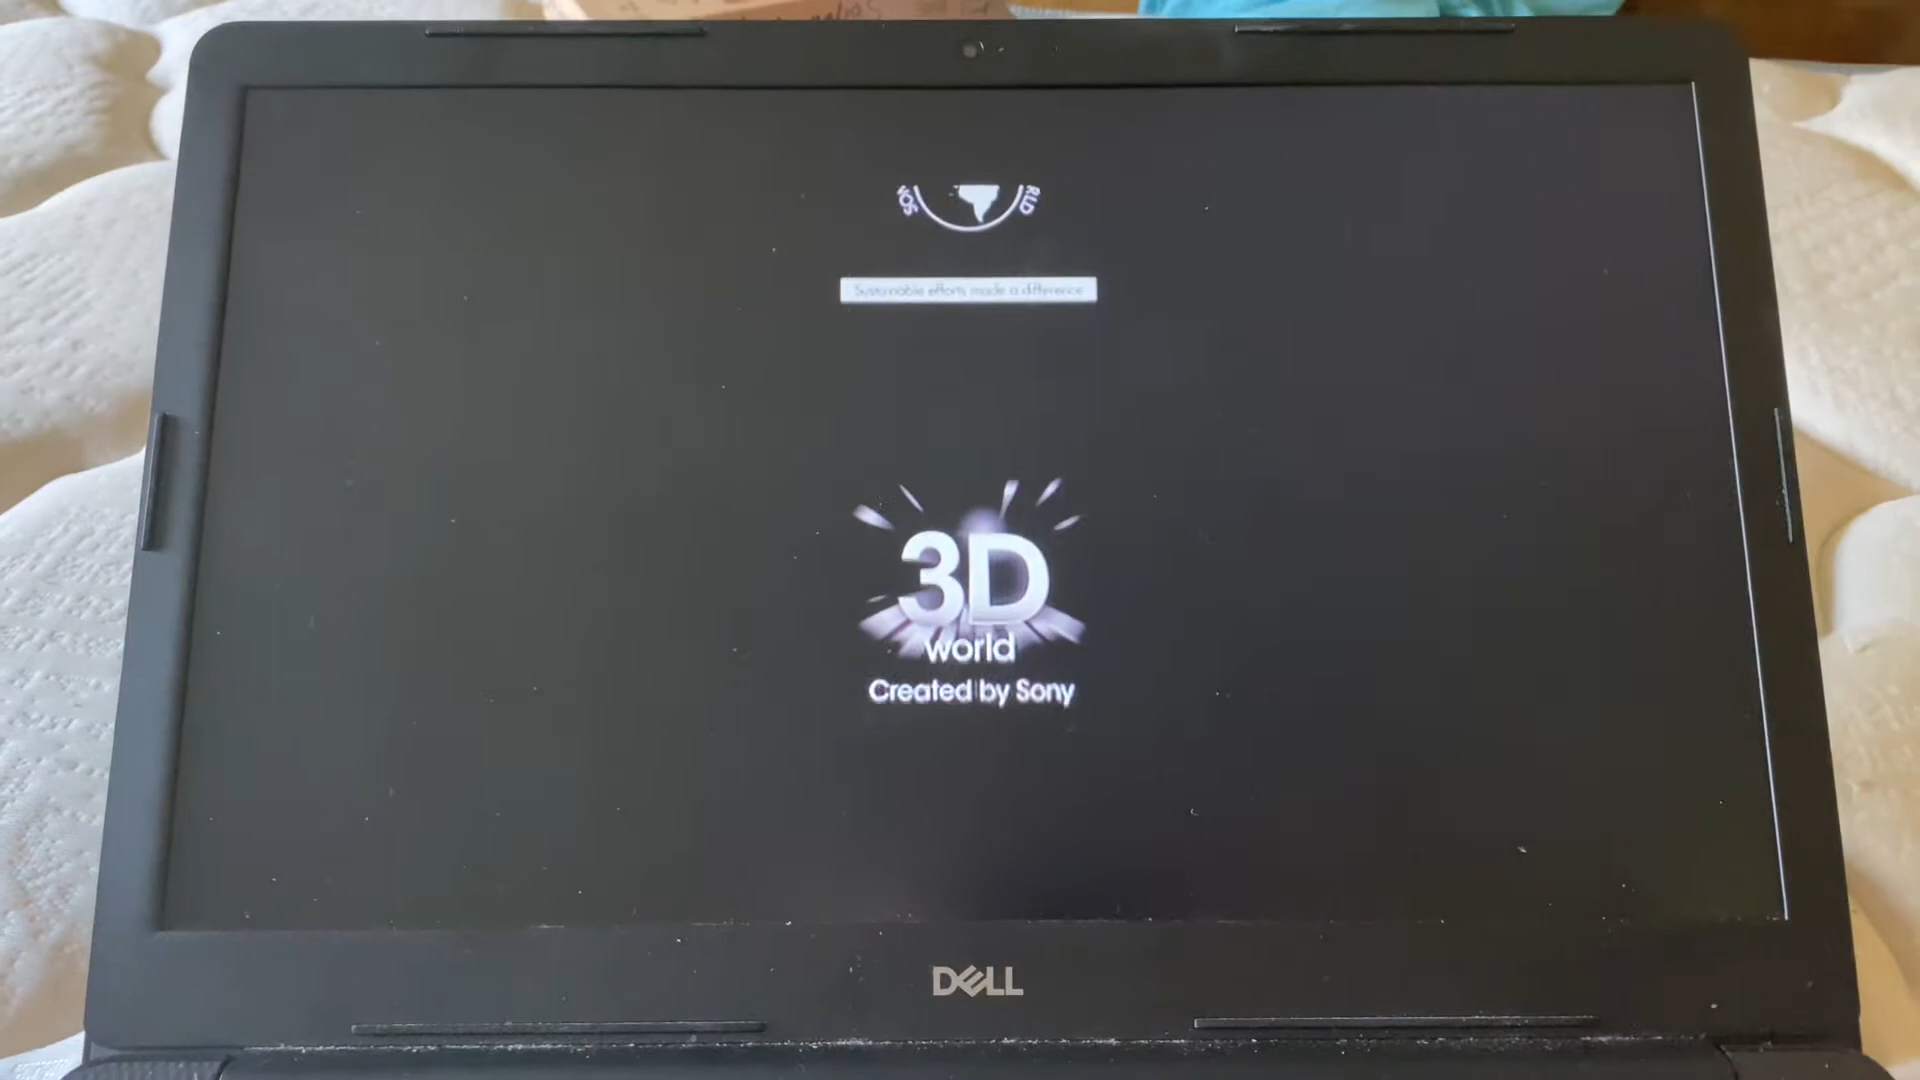 Sustainable efforts made a difference
3D
world
Created by Sony
DELL